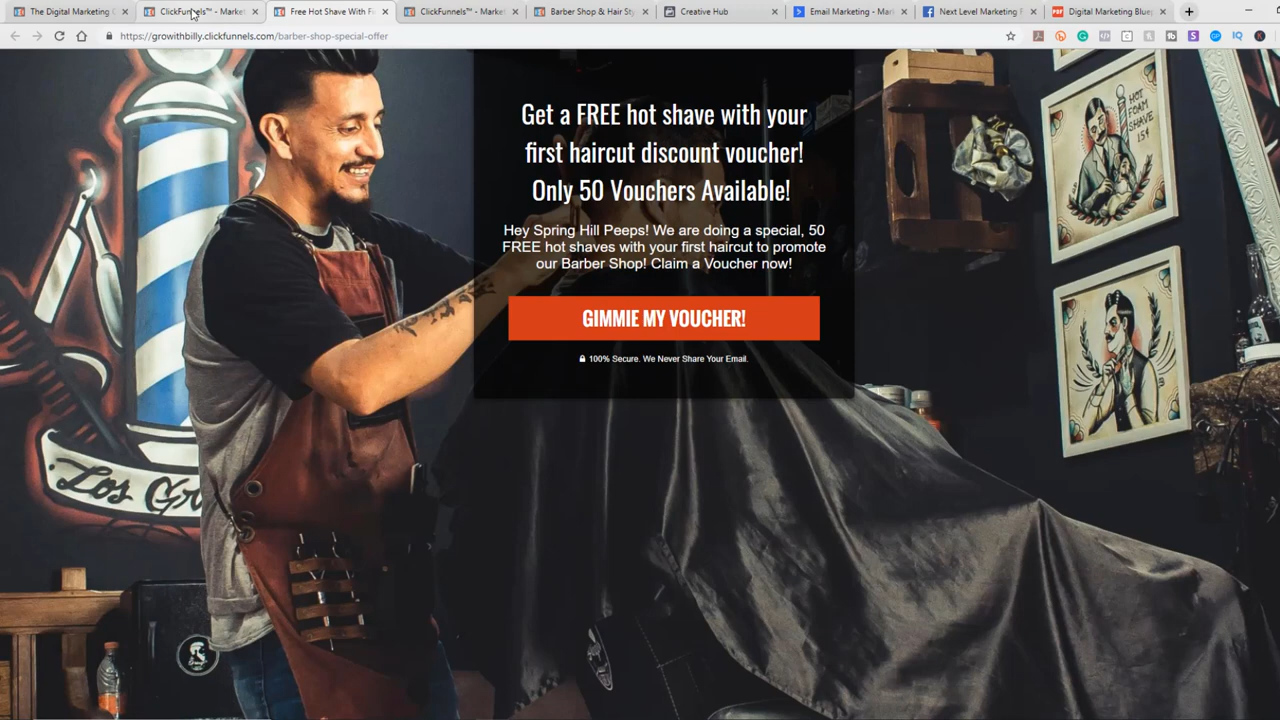 The Digital Marketing
ClickFunnels™ - Market
Free Hot Shave With F
ClickFunnels™ - Market
Barber Shop & Hair Sty
Creative Hub
Email Marketing - Mark
Next Level Marketing
Digital Marketing Blue
https://growithbilly.clickfunnels.com/barber-shop-special-offer
Get a FREE hot shave with your
first haircut discount voucher!
Only 50 Vouchers Available!
Hey Spring Hill Peeps! We are doing a special, 50
FREE hot shaves with your first haircut to promote
our Barber Shop! Claim a Voucher now!
GIMMIE MY VOUCHER!
100% Secure. We Never Share Your Email.
HOT
FOAM
SHAVE
15¢
Los Gr